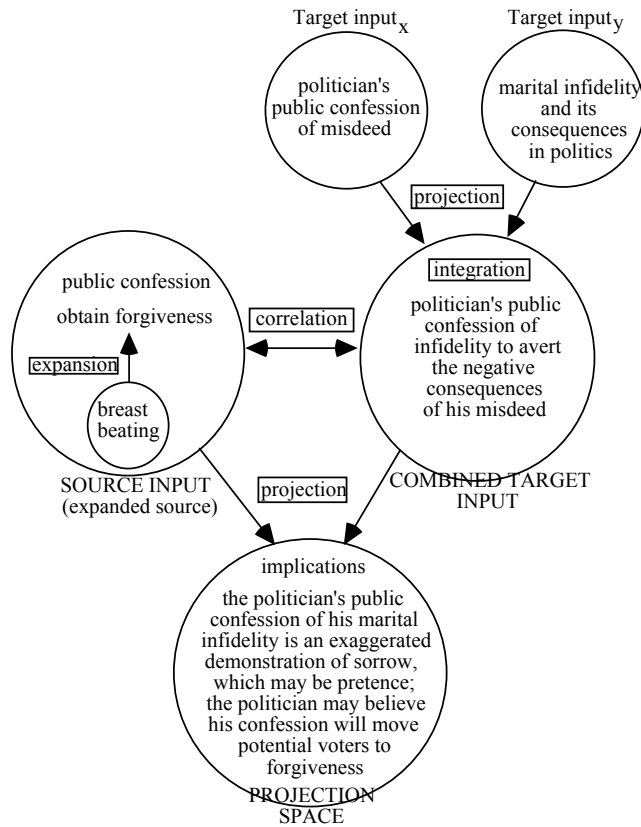 Target inputx
Target inputy
politician's
public confession
of misdeed
marital infidelity
and its
consequences
in politics
projection
integration
public confession
obtain forgiveness
expansion
breast
beating
correlation
politician's public
confession of
infidelity to avert
the negative
consequences
of his misdeed
SOURCE INPUT
(expanded source)
projection
COMBINED TARGET
INPUT
implications
the politician's public
confession of his marital
infidelity is an exaggerated
demonstration of sorrow,
which may be pretence;
the politician may believe
his confession will move
potential voters to
forgiveness
PROJECTION
SPACE